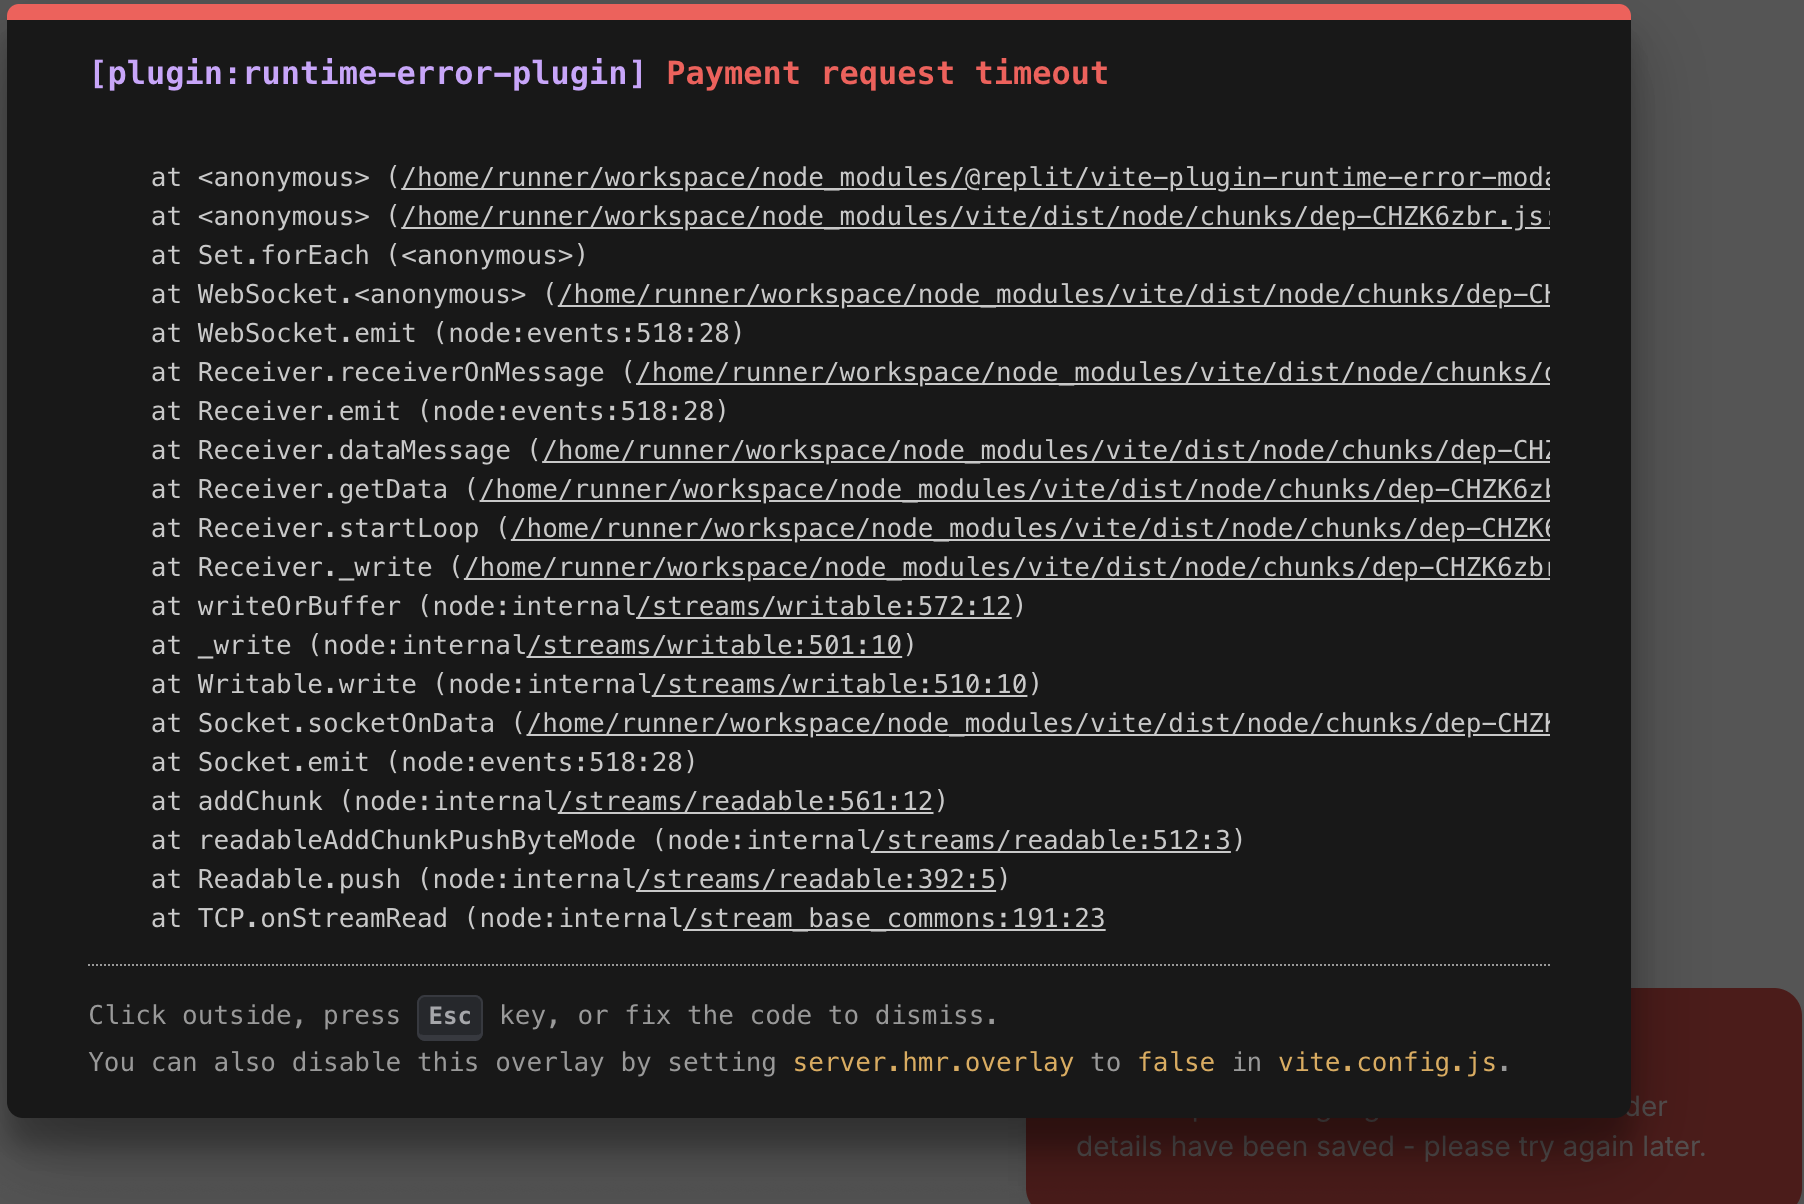 [plugin:runtime-error-plugin] Payment request timeout
at <anonymous> (/home/runner/workspace/node_modules/@replit/vite-plugin-runtime-error-moda
at <anonymous> (/home/runner/workspace/node_modules/vite/dist/node/chunks/dep-CHZK6zbr.js:
at Set.forEach (<anonymous>)
at WebSocket.<anonymous> (/home/runner/workspace/node_modules/vite/dist/node/chunks/dep-CH
at WebSocket.emit (node:events:518:28)
at Receiver.receiverOnMessage (/home/runner/workspace/node_modules/vite/dist/node/chunks/d
at Receiver.emit (node:events:518:28)
at Receiver.dataMessage (/home/runner/workspace/node_modules/vite/dist/node/chunks/dep-CHZ
at Receiver.getData (/home/runner/workspace/node_modules/vite/dist/node/chunks/dep-CHZK6zb
at Receiver.startLoop (/home/runner/workspace/node_modules/vite/dist/node/chunks/dep-CHZK6
at Receiver._write (/home/runner/workspace/node_modules/vite/dist/node/chunks/dep-CHZK6zbr
at writeOrBuffer (node:internal/streams/writable:572:12)
at _write (node:internal/streams/writable:501:10)
at Writable.write (node:internal/streams/writable:510:10)
at Socket.socketOnData (/home/runner/workspace/node_modules/vite/dist/node/chunks/dep-CHZK
at Socket.emit (node:events:518:28)
at addChunk (node:internal/streams/readable:561:12)
at readableAddChunkPushByteMode (node:internal/streams/readable:512:3)
at Readable.push (node:internal/streams/readable:392:5)
at TCP.onStreamRead (node:internal/stream_base_commons:191:23
Click outside, press Esc key, or fix the code to dismiss.
You can also disable this overlay by setting server.hmr.overlay to false in vite.config.js.
der
details have been saved - please try again later.